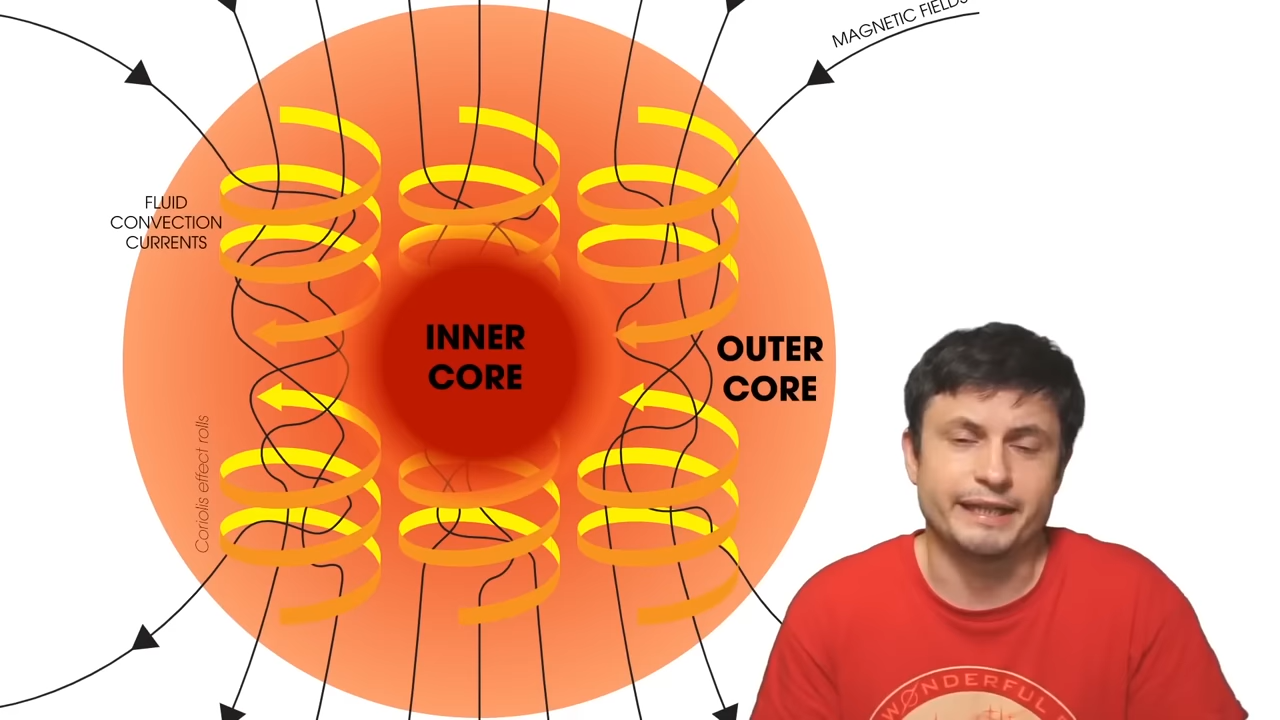 MAGNETIC FIELDS
FLUID
CONVECTION
CURRENTS
INNER
CORE
OUTER
CORE
Coriolis effect rolls
WONDERFUL